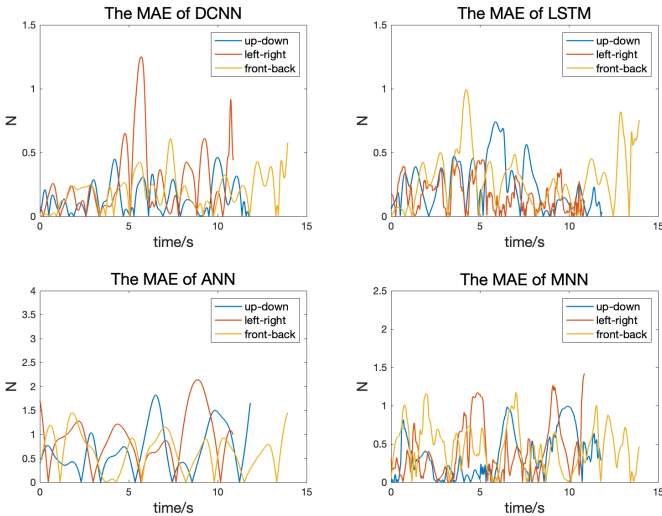 The MAE of DCNN
1.5
1
0.5
0
N
up-down
left-right
front-back
0
5
10
15
time/s
The MAE of LSTM
1.5
1
0.5
0
N
up-down
left-right
front-back
0
5
10
15
time/s
The MAE of ANN
4
3.5
3
2.5
2
1.5
1
0.5
0
N
up-down
left-right
front-back
0
5
10
15
time/s
The MAE of MNN
2.5
2
1.5
1
0.5
0
N
up-down
left-right
front-back
0
5
10
15
time/s